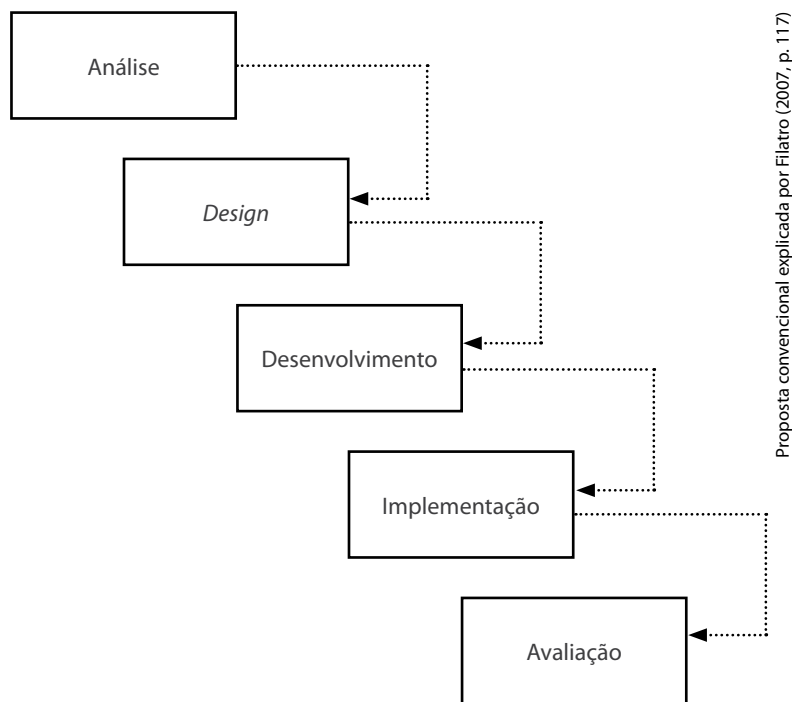 Análise
Design
Desenvolvimento
Implementação
Avaliação
Proposta convencional explicada por Filatro (2007, p. 117)